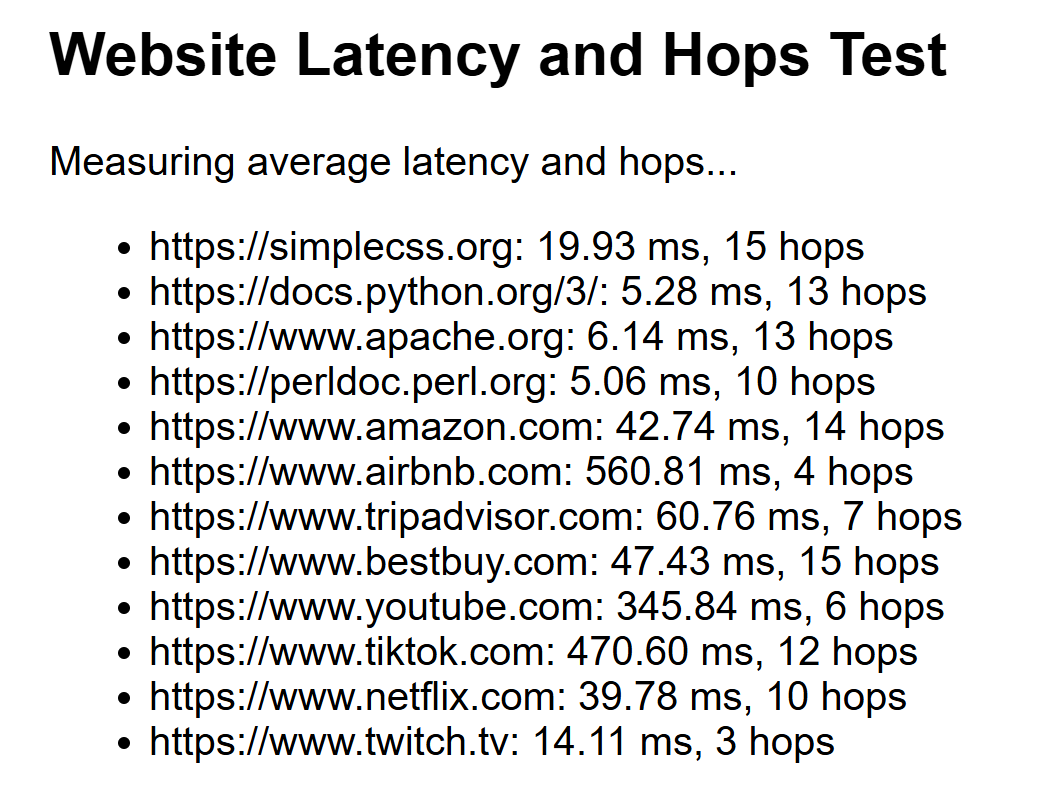 Website Latency and Hops Test
Measuring average latency and hops...
• https://simplecss.org: 19.93 ms, 15 hops
• https://docs.python.org/3/: 5.28 ms, 13 hops
• https://www.apache.org: 6.14 ms, 13 hops
• https://perldoc.perl.org: 5.06 ms, 10 hops
• https://www.amazon.com: 42.74 ms, 14 hops
• https://www.airbnb.com: 560.81 ms, 4 hops
• https://www.tripadvisor.com: 60.76 ms, 7 hops
• https://www.bestbuy.com: 47.43 ms, 15 hops
• https://www.youtube.com: 345.84 ms, 6 hops
• https://www.tiktok.com: 470.60 ms, 12 hops
• https://www.netflix.com: 39.78 ms, 10 hops
• https://www.twitch.tv: 14.11 ms, 3 hops